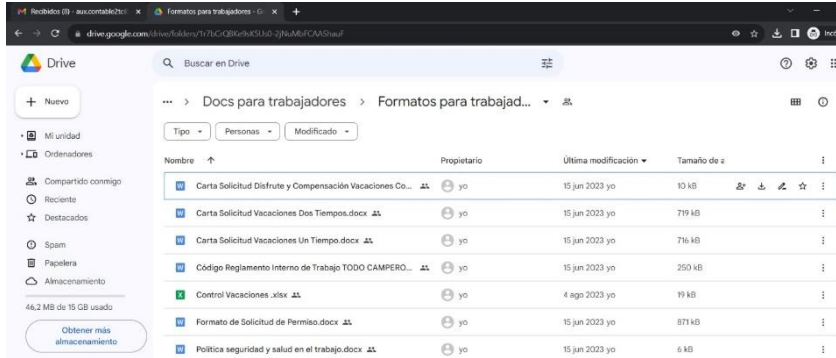 Recibidos (8) - aux.contable2tcl
Formatos para trabajadores - G
drive.google.com/drive/folders/
Drive
Buscar en Drive
Nuevo
Docs para trabajadores > Formatos para trabajad...
Tipo Personas Modificado
Mi unidad
Ordenadores
Compartido conmigo
Reciente
Destacados
Spam
Papelera
Almacenamiento
46,2 MB de 15 GB usado
Obtener más
almacenamiento
Nombre Propietario Última modificación Tamaño de a
Carta Solicitud Disfrute y Compensación Vacaciones Co... yo 15 jun 2023 yo 10 kB
Carta Solicitud Vacaciones Dos Tiempos.docx yo 15 jun 2023 yo 719 kB
Carta Solicitud Vacaciones Un Tiempo.docx yo 15 jun 2023 yo 716 kB
Código Reglamento Interno de Trabajo TODO CAMPERO... yo 15 jun 2023 yo 250 kB
Control Vacaciones .xlsx yo 4 ago 2023 yo 19 kB
Formato de Solicitud de Permiso.docx yo 15 jun 2023 yo 871 kB
Política seguridad y salud en el trabajo.docx yo 15 jun 2023 yo 6 kB